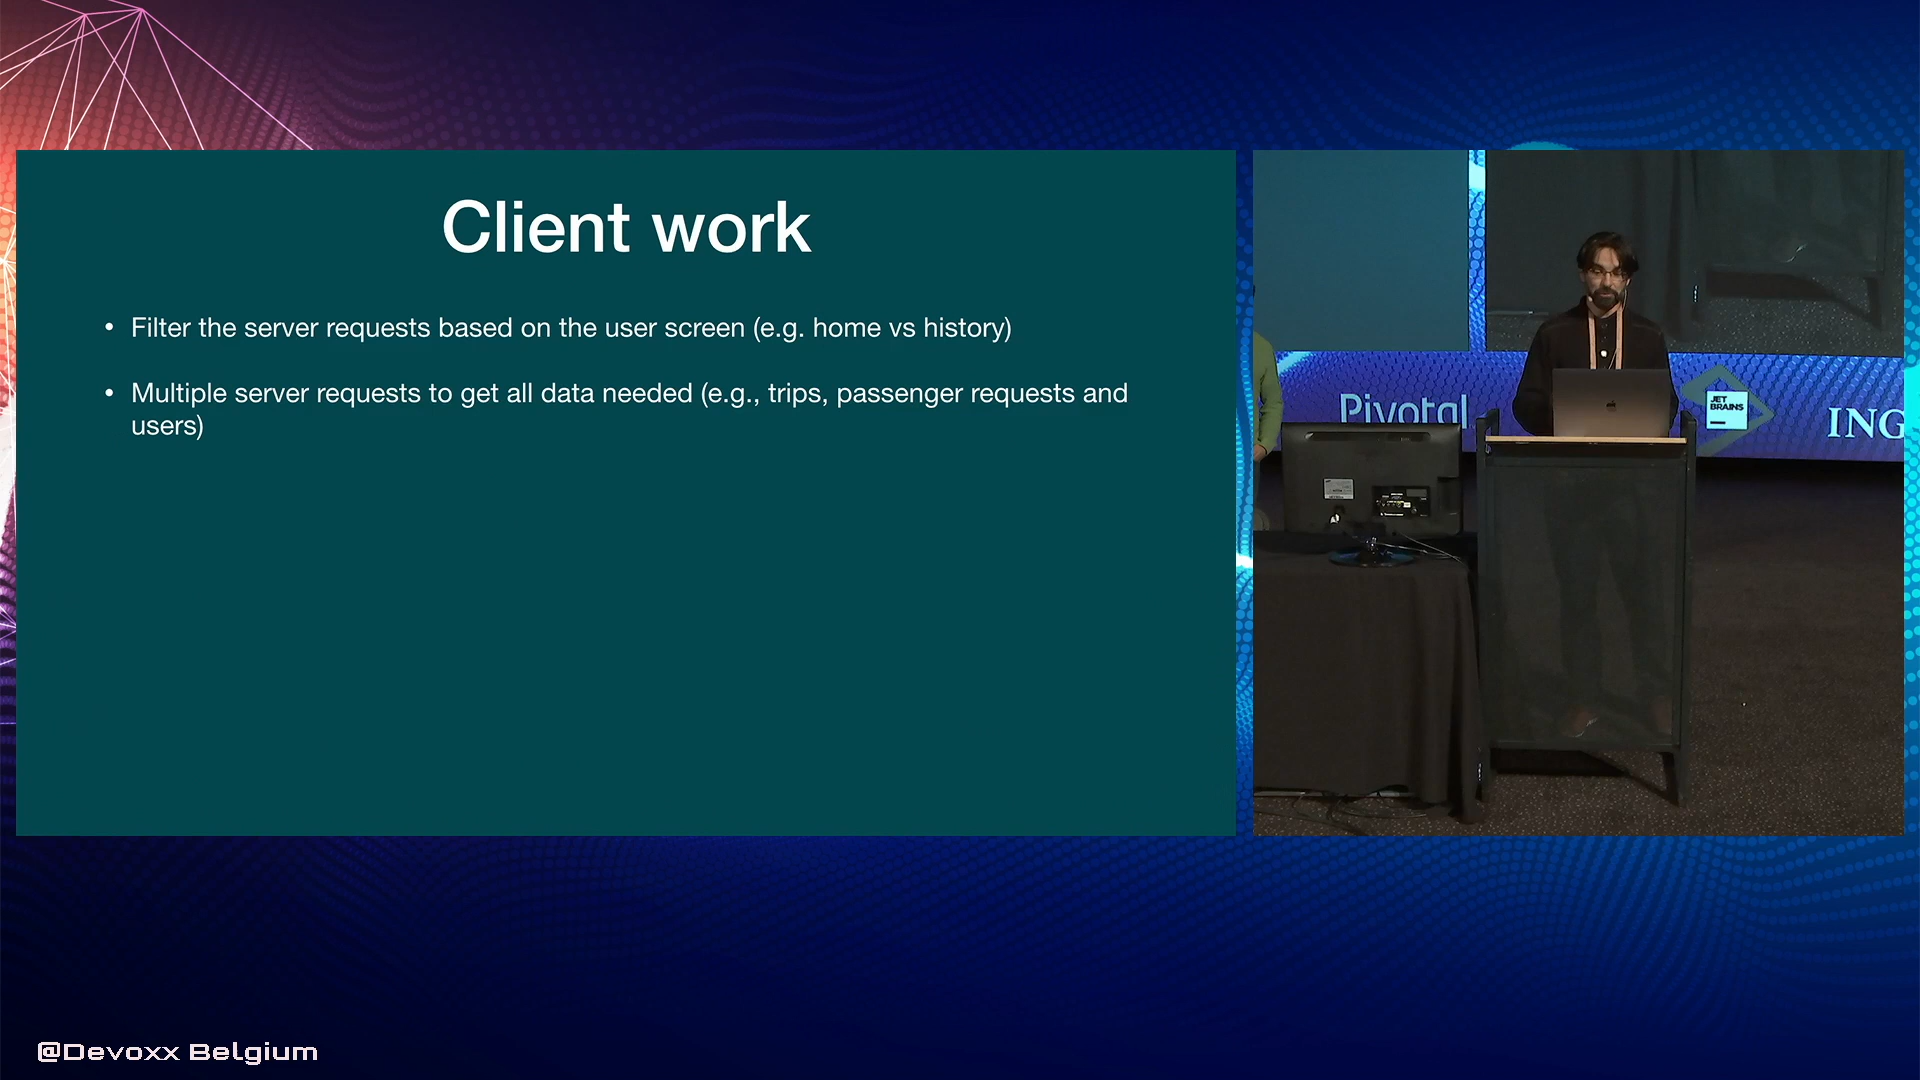 Client work
• Filter the server requests based on the user screen (e.g. home vs history)
• Multiple server requests to get all data needed (e.g., trips, passenger requests and
users)
Pivotal
JET
BRAINS
ING
@Devoxx Belgium